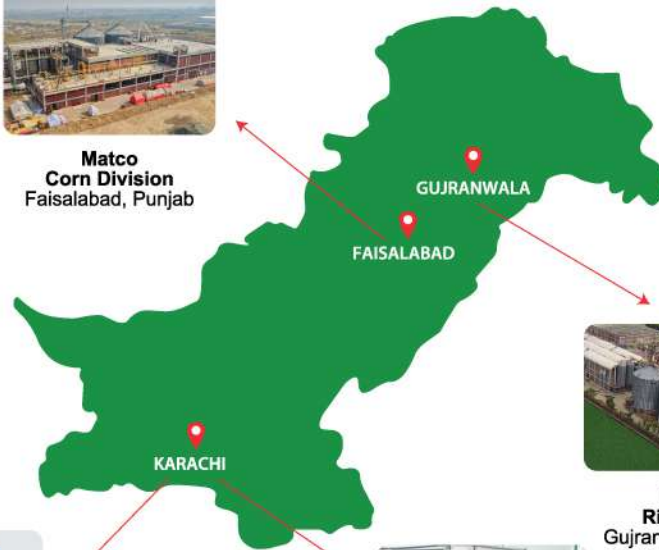 Matco
Corn Division
Faisalabad, Punjab
GUJRANWALA
FAISALABAD
KARACHI